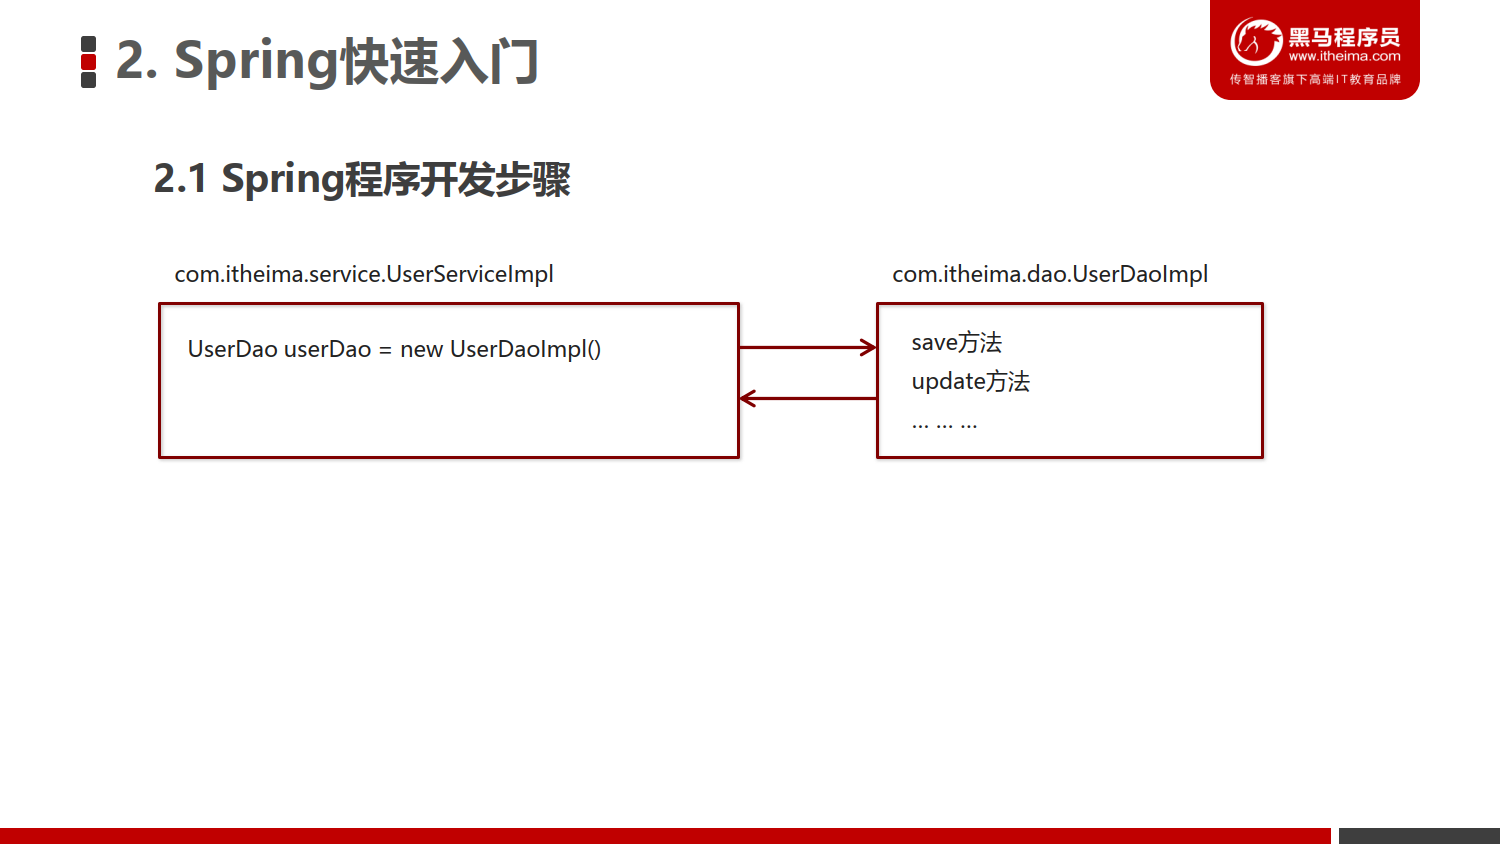 2. Spring快速入门
黑马程序员
www.itheima.com
传智播客旗下高端IT教育品牌
2.1 Spring程序开发步骤
com.itheima.service.UserServiceImpl
com.itheima.dao.UserDaoImpl
UserDao userDao = new UserDaoImpl()
save方法
update方法
... ... ...